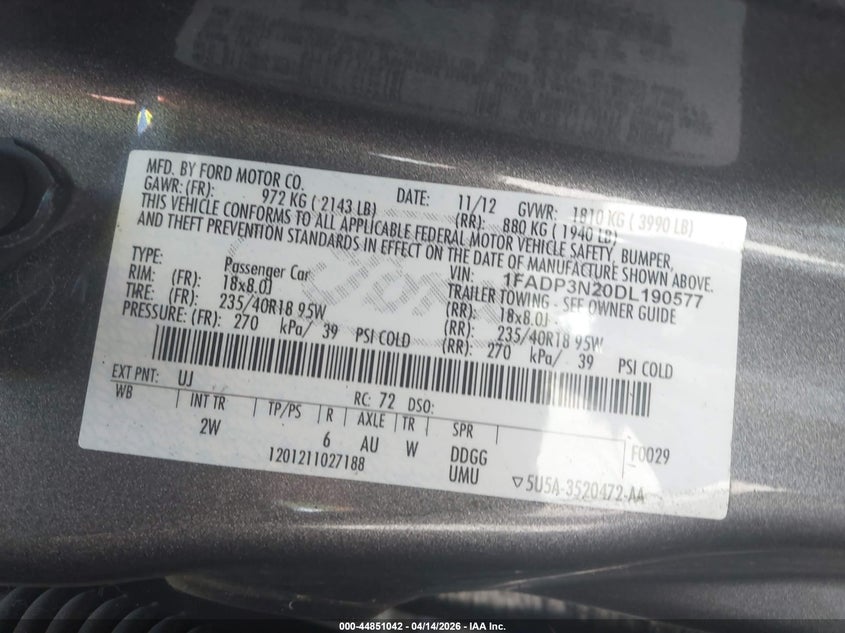 MFD. BY FORD MOTOR CO.
DATE: 11/12 GVWR: 1810 KG ( 3990 LB)
GAWR: (FR): 972 KG ( 2143 LB) (RR): 880 KG ( 1940 LB)
THIS VEHICLE CONFORMS TO ALL APPLICABLE FEDERAL MOTOR VEHICLE SAFETY, BUMPER,
AND THEFT PREVENTION STANDARDS IN EFFECT ON THE DATE OF MANUFACTURE SHOWN ABOVE.
VIN: 1FADP3N20DL190577
TYPE: Passenger Car TRAILER TOWING - SEE OWNER GUIDE
RIM: (FR): 18x8.0J (RR): 18x8.0J
TIRE: (FR): 235/40R18 95W (RR): 235/40R18 95W
PRESSURE: (FR): 270 kPa/ 39 PSI COLD (RR): 270 kPa/ 39 PSI COLD
EXT PNT: UJ RC: 72 DSO:
WB INT TR TP/PS R AXLE TR SPR F0029
2W 6 AU W DDGG
1201211027188 UMU ▽5U5A-3520472-AA
000-44851042 - 04/14/2026 - IAA Inc.